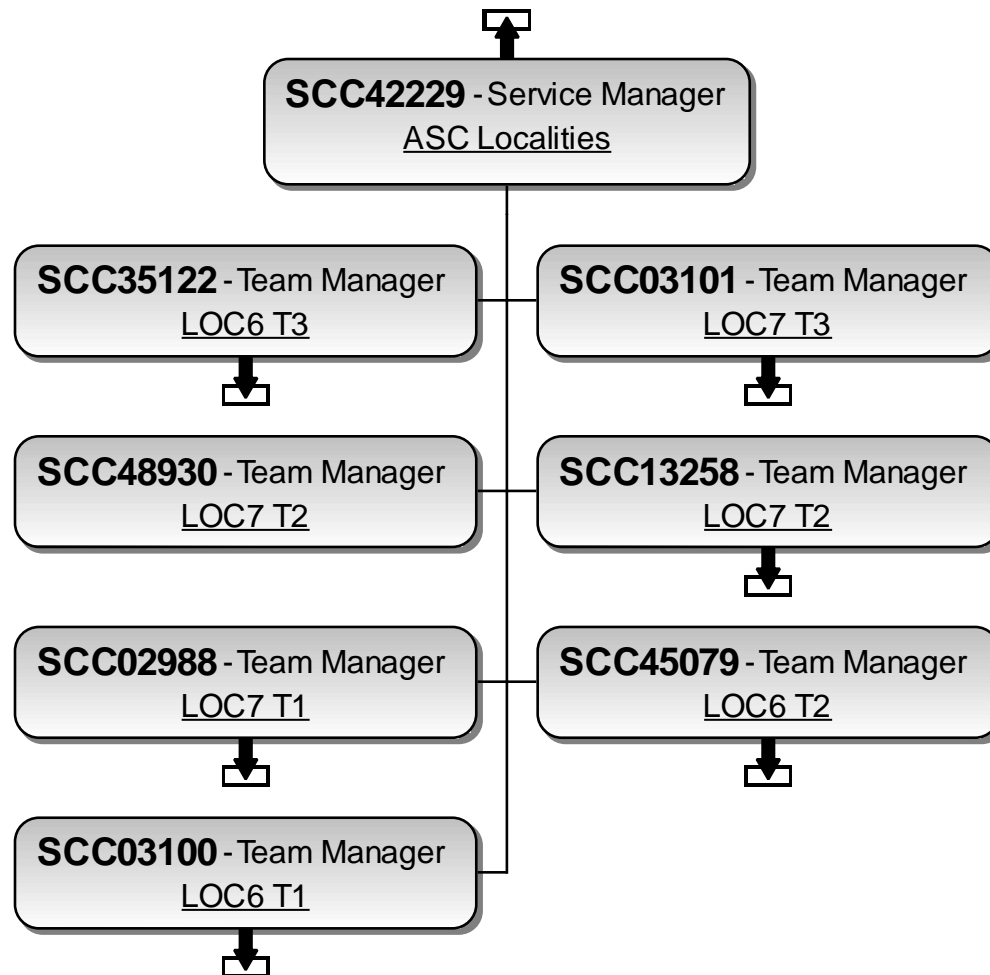 SCC42229 - Service Manager
ASC Localities
SCC35122 - Team Manager
LOC6 T3
SCC03101 - Team Manager
LOC7 T3
SCC48930 - Team Manager
LOC7 T2
SCC13258 - Team Manager
LOC7 T2
SCC02988 - Team Manager
LOC7 T1
SCC45079 - Team Manager
LOC6 T2
SCC03100 - Team Manager
LOC6 T1